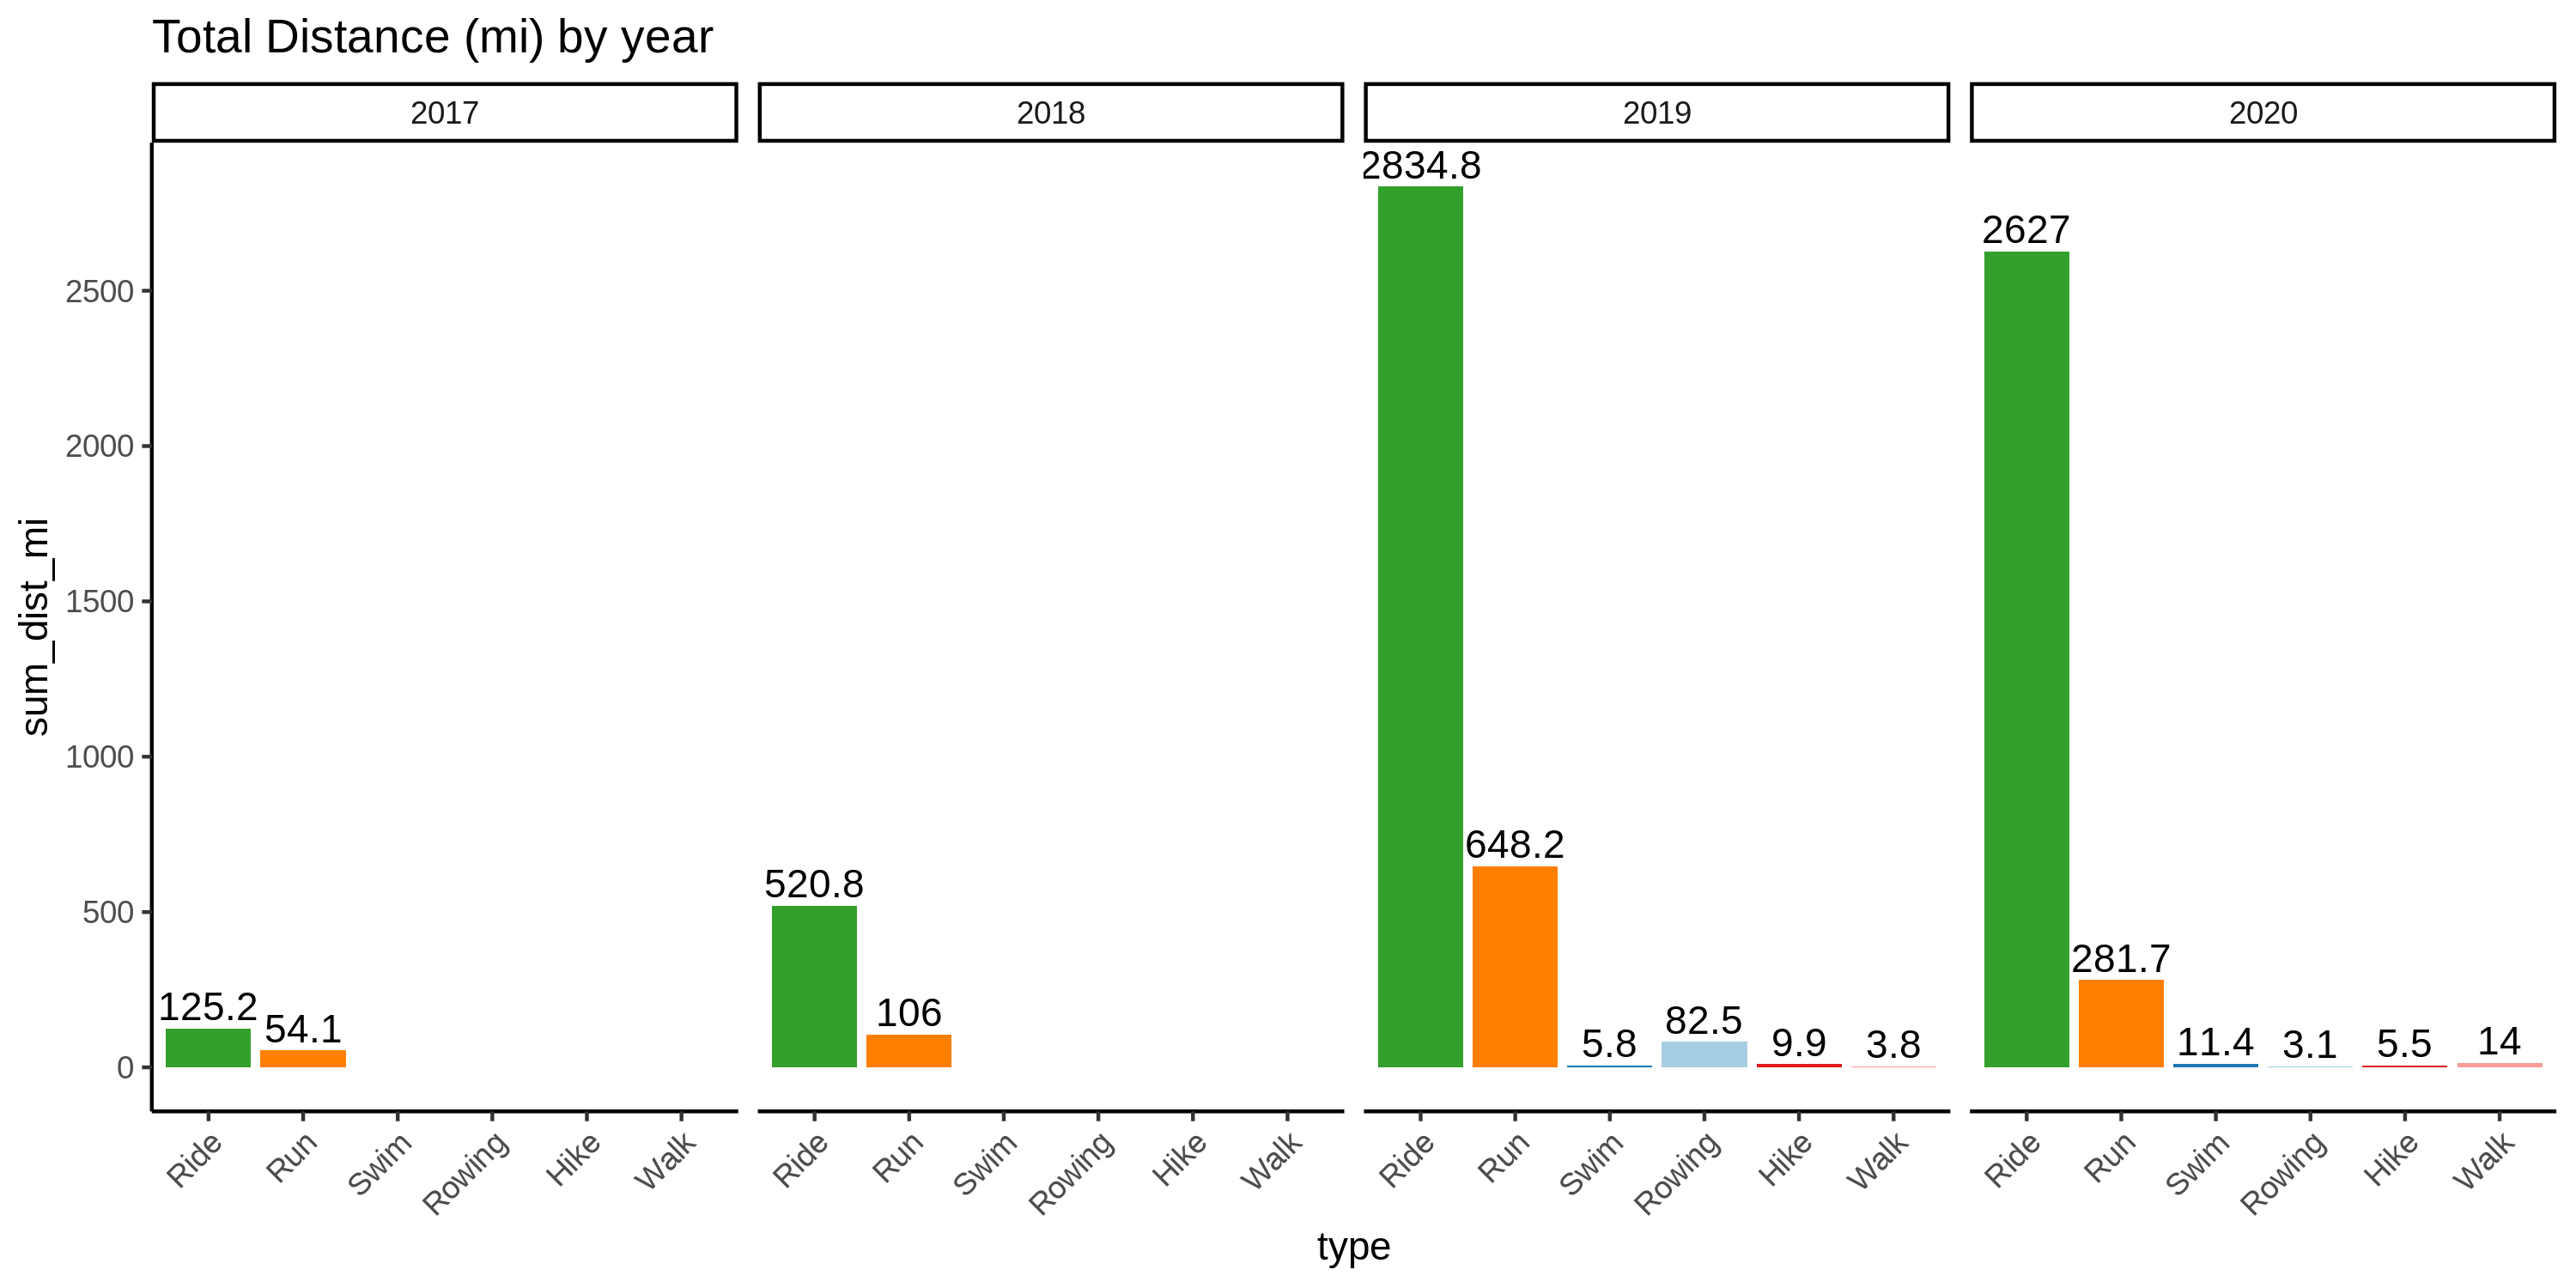 Total Distance (mi) by year
2017 2018 2019 2020
sum_dist_mi
2500
2000
1500
1000
500
0
125.2 54.1
520.8 106
2834.8 648.2 5.8 82.5 9.9 3.8
2627 281.7 11.4 3.1 5.5 14
Ride Run Swim Rowing Hike Walk
Ride Run Swim Rowing Hike Walk
Ride Run Swim Rowing Hike Walk
Ride Run Swim Rowing Hike Walk
type